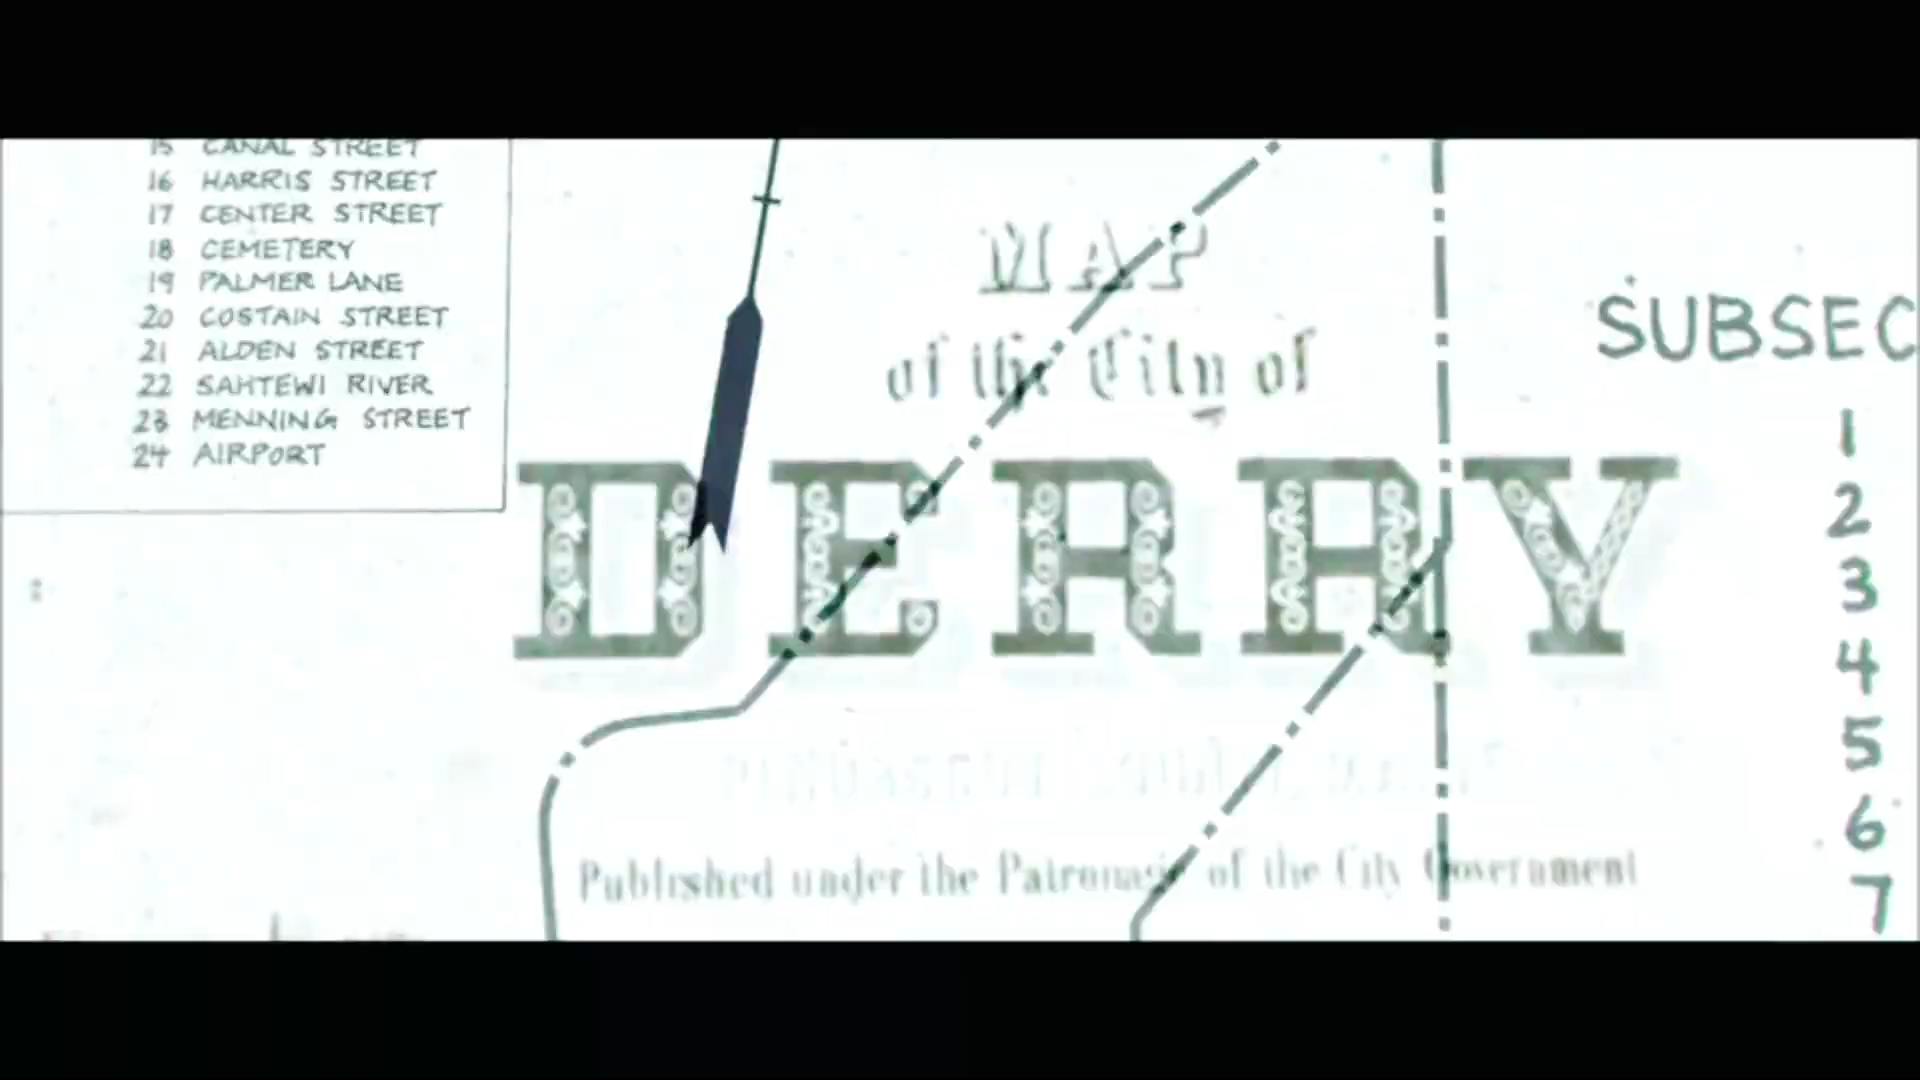 15 CANAL STREET
16 HARRIS STREET
17 CENTER STREET
18 CEMETERY
19 PALMER LANE
20 COSTAIN STREET
21 ALDEN STREET
22 SAHTEWI RIVER
23 MENNING STREET
24 AIRPORT
MAP
of the City of
DERRY
Published under the Patronage of the City Government
SUBSEC
1
2
3
4
5
6
7